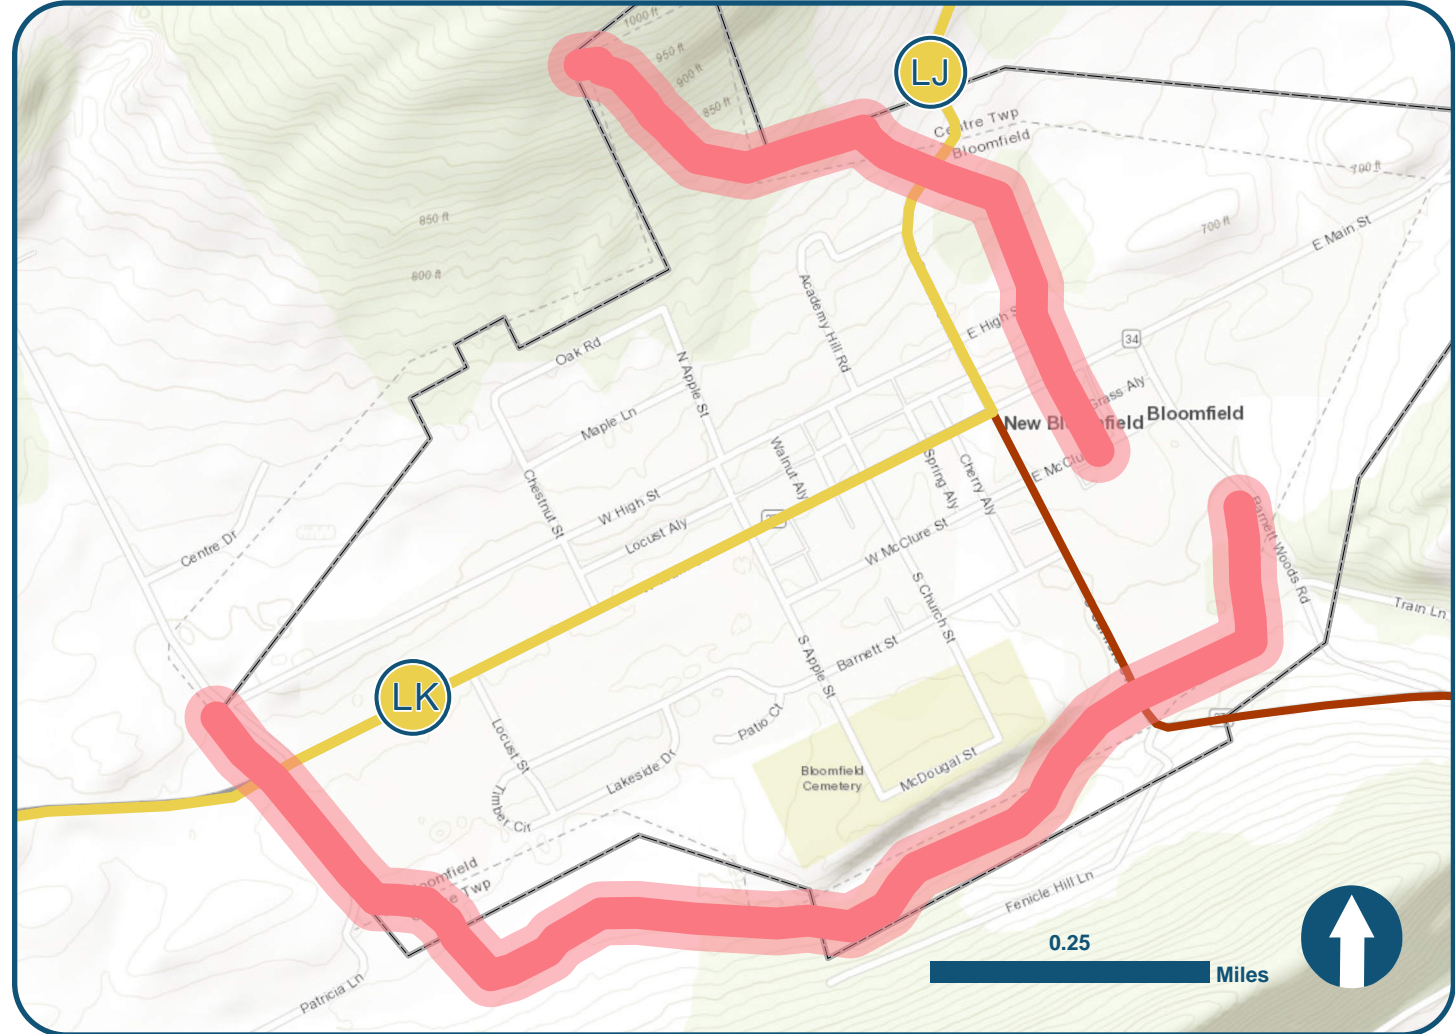 1000 ft
950 ft
900 ft
850 ft
LJ
Centre Twp
Bloomfield
700 ft
850 ft
700 ft
E Main St
800 ft
Academy Hill Rd
E High S
34
Oak Rd
N Apple St
Grass Aly
Maple Ln
New Bloomfield
Bloomfield
Walnut Aly
Spring Aly
Cherry Aly
E McClu
Chestnut St
W High St
Locust Aly
Barnett Woods Rd
W McClure St
Centre Dr
S Church St
Train Ln
S Apple St
Barnett St
LK
Locust St
Patio Ct
Lakeside Dr
Bloomfield
Cemetery
McDougal St
Timber Cir
oomfield
e Twp
Fenicle Hill Ln
Patricia Ln
0.25
Miles